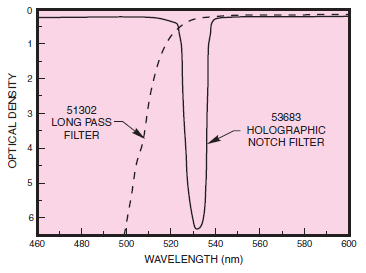 0
1
2
3
4
5
6
OPTICAL DENSITY
51302
LONG PASS
FILTER
53683
HOLOGRAPHIC
NOTCH FILTER
460 480 500 520 540 560 580 600
WAVELENGTH (nm)